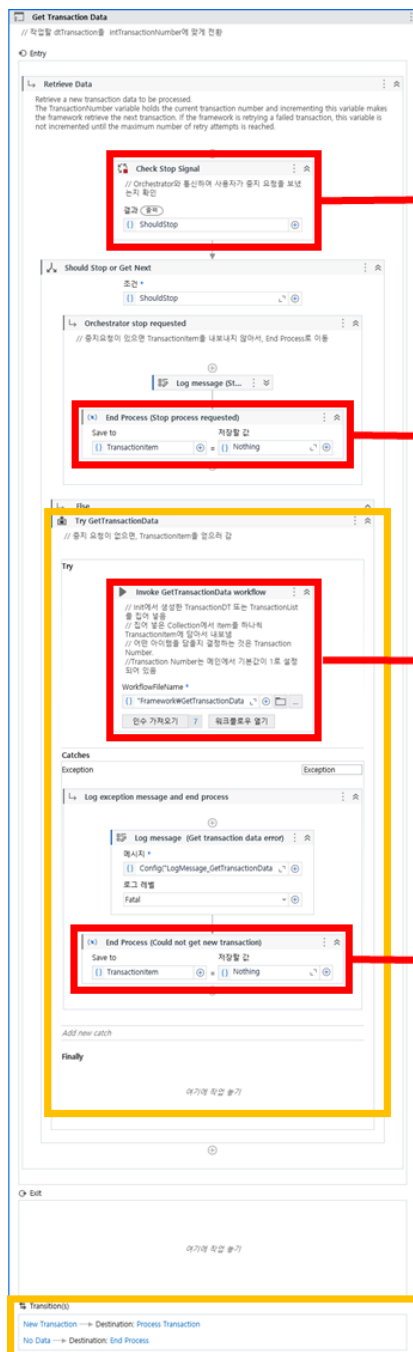 Get Transaction Data
// 작업할 dtTransaction을 intTransactionNumber에 맞게 전환
Entry
Retrieve Data
Retrieve a new transaction data to be processed.
The TransactionNumber variable holds the current transaction number and incrementing this variable makes
the framework retrieve the next transaction. if the framework is retrying a failed transaction, this variable is
not incremented until the maximum number of retry attempts is reached.
Check Stop Signal
// Orchestrator와 통신하여 사용자가 중지 요청을 보냈
는지 확인
결과 (출력)
ShouldStop
Should Stop or Get Next
조건 *
ShouldStop
Orchestrator stop requested
// 중지요청이 있으면 TransactionItem을 내보내지 않아서, End Process로 이동
Log message (St...
End Process (Stop process requested)
Save to 저장할 값
TransactionItem = Nothing
Else
Try GetTransactionData
// 중지 요청이 없으면, TransactionItem을 얻으러 감
Try
Invoke GetTransactionData workflow
// Init에서 생성한 TransactionDT 또는 TransactionList
를 집어 넣음
// 집어 넣은 Collection에서 Item을 하나씩
TransactionItem에 담아서 내보냄
// 어떤 아이템을 담을지 결정하는 것은 Transaction
Number.
//Transaction Number는 메인에서 기본값이 1로 설정
되어 있음
WorkflowFileName *
"Framework₩GetTransactionData ...
인수 가져오기 7 워크플로우 열기
Catches
Exception Exception
Log exception message and end process
Log message (Get transaction data error)
메시지 *
Config("LogMessage_GetTransactionData
로그 레벨
Fatal
End Process (Could not get new transaction)
Save to 저장할 값
TransactionItem = Nothing
Add new catch
Finally
여기에 작업 놓기
Exit
여기에 작업 놓기
Transition(s)
New Transaction Destination: Process Transaction
No Data Destination: End Process